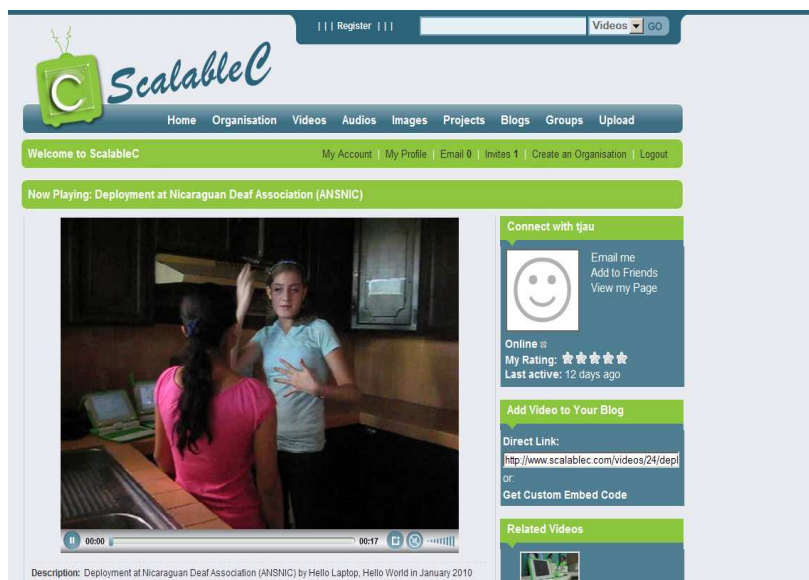 | | | Register | | |
Videos GO
C ScalableC
Home Organisation Videos Audios Images Projects Blogs Groups Upload
Welcome to ScalableC
My Account | My Profile | Email 0 | Invites 1 | Create an Organisation | Logout
Now Playing: Deployment at Nicaraguan Deaf Association (ANSNIC)
00:00 00:17
Description: Deployment at Nicaraguan Deaf Association (ANSNIC) by Hello Laptop, Hello World in January 2010
Connect with tjau
Email me
Add to Friends
View my Page
Online
My Rating:
Last active: 12 days ago
Add Video to Your Blog
Direct Link:
http://www.scalablec.com/videos/24/depl
or:
Get Custom Embed Code
Related Videos